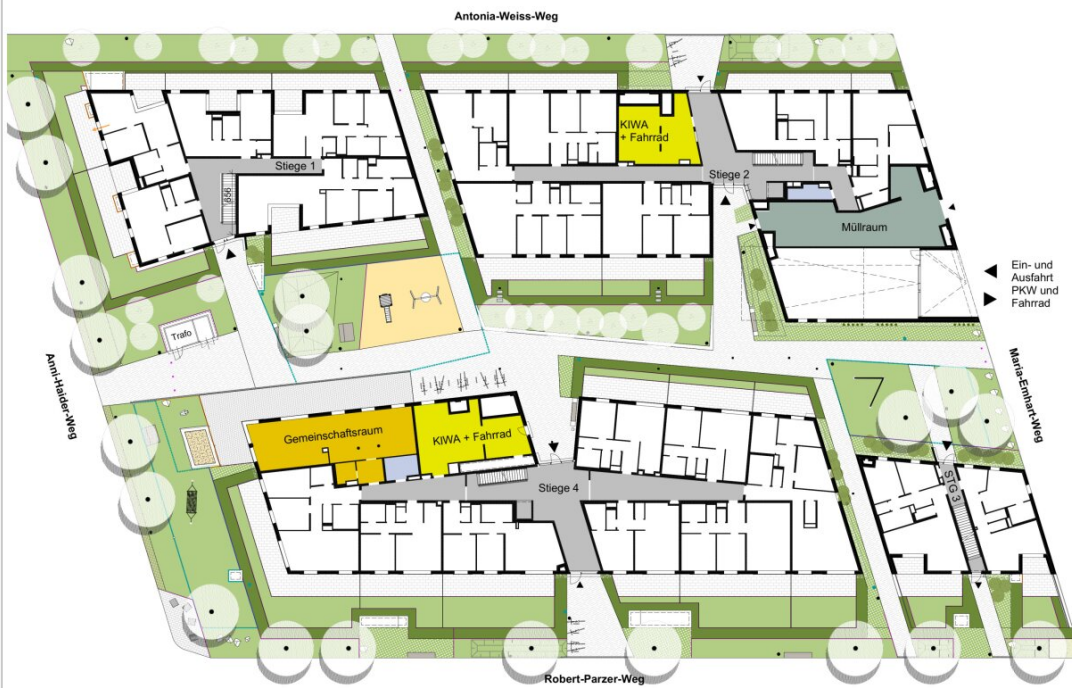 Antonia-Weiss-Weg
KIWA
+ Fahrrad
Stiege 1
Stiege 2
656
Müllraum
Ein- und
Ausfahrt
PKW und
Fahrrad
Trafo
Anni-Haider-Weg
Maria-Emhart-Weg
Gemeinschaftsraum
KIWA + Fahrrad
Stiege 4
STG 3
Robert-Parzer-Weg